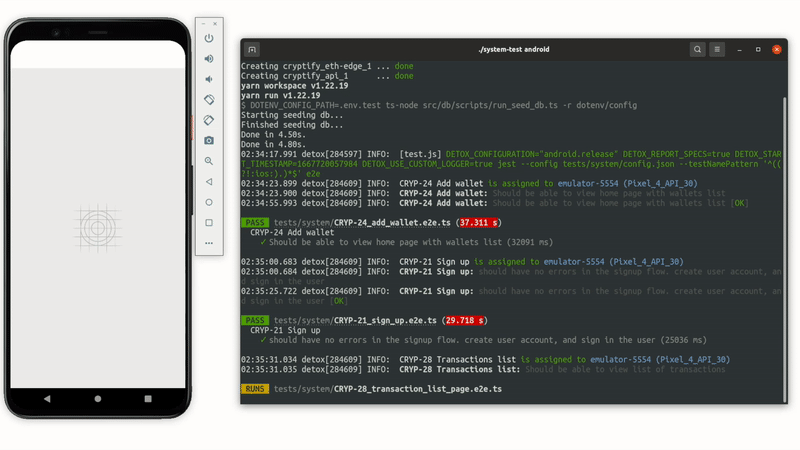 ./system-test android
Creating cryptify_eth-edge_1 ... done
Creating cryptify_api_1     ... done
yarn workspace v1.22.19
yarn run v1.22.19
$ DOTENV_CONFIG_PATH=.env.test ts-node src/db/scripts/run_seed_db.ts -r dotenv/config
Starting seeding db...
Finished seeding db...
Done in 4.50s.
Done in 4.80s.
02:34:17.991 detox[284597] INFO:  [test.js] DETOX_CONFIGURATION="android.release" DETOX_REPORT_SPECS=true DETOX_STAR
T_TIMESTAMP=1667720057984 DETOX_USE_CUSTOM_LOGGER=true jest --config tests/system/config.json --testNamePattern '^((
?!:ios:).)*$' e2e
02:34:23.899 detox[284609] INFO:  CRYP-24 Add wallet is assigned to emulator-5554 (Pixel_4_API_30)
02:34:23.900 detox[284609] INFO:  CRYP-24 Add wallet: Should be able to view home page with wallets list
02:34:55.993 detox[284609] INFO:  CRYP-24 Add wallet: Should be able to view home page with wallets list [OK]
PASS tests/system/CRYP-24_add_wallet.e2e.ts (37.311 s)
CRYP-24 Add wallet
✓ Should be able to view home page with wallets list (32091 ms)
02:35:00.683 detox[284609] INFO:  CRYP-21 Sign up is assigned to emulator-5554 (Pixel_4_API_30)
02:35:00.684 detox[284609] INFO:  CRYP-21 Sign up: should have no errors in the signup flow. create user account, an
d sign in the user
02:35:25.722 detox[284609] INFO:  CRYP-21 Sign up: should have no errors in the signup flow. create user account, an
d sign in the user [OK]
PASS tests/system/CRYP-21_sign_up.e2e.ts (29.718 s)
CRYP-21 Sign up
✓ should have no errors in the signup flow. create user account, and sign in the user (25036 ms)
02:35:31.034 detox[284609] INFO:  CRYP-28 Transactions list is assigned to emulator-5554 (Pixel_4_API_30)
02:35:31.035 detox[284609] INFO:  CRYP-28 Transactions list: Should be able to view list of transactions
RUNS tests/system/CRYP-28_transaction_list_page.e2e.ts